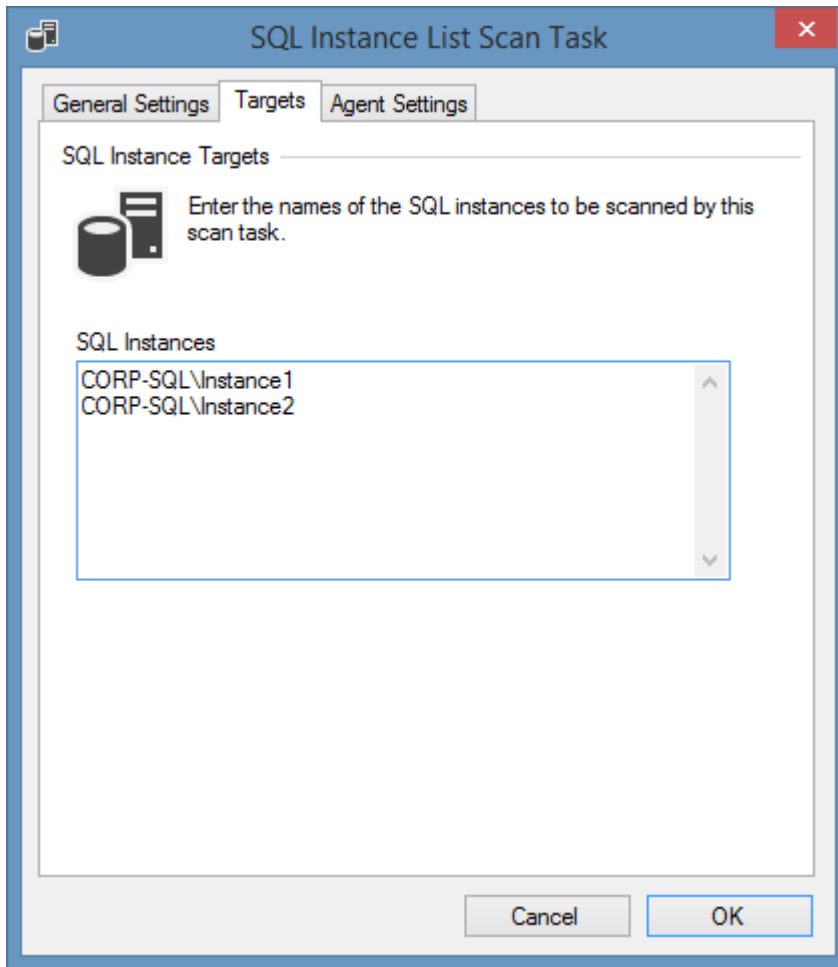 SQL Instance List Scan Task
General Settings Targets Agent Settings
SQL Instance Targets
Enter the names of the SQL instances to be scanned by this
scan task.
SQL Instances
CORP-SQL\Instance1
CORP-SQL\Instance2
Cancel OK